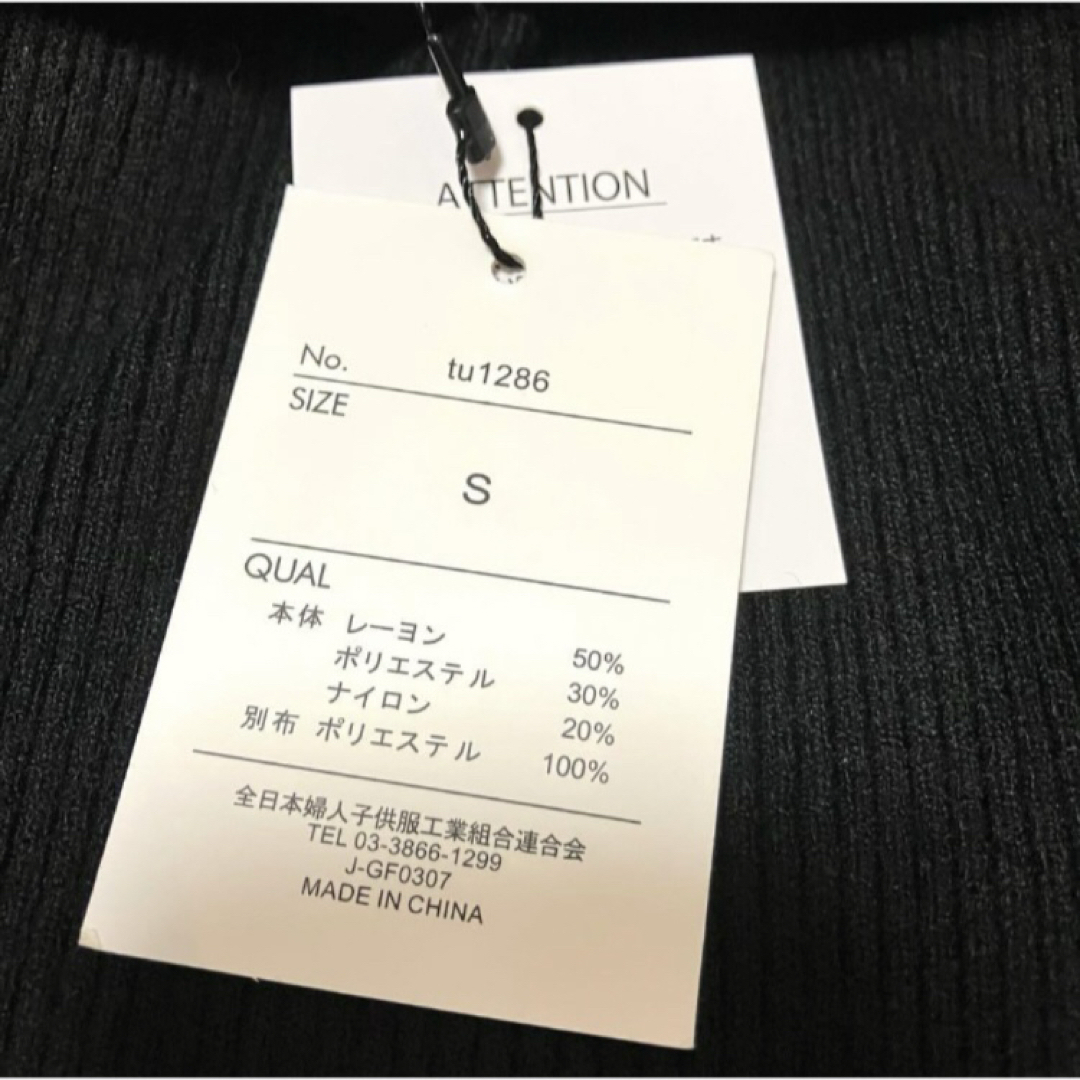 ATTENTION
No. tu1286
SIZE
S
QUAL
本体 レーヨン 50%
ポリエステル 30%
ナイロン 20%
別布 ポリエステル 100%
全日本婦人子供服工業組合連合会
TEL 03-3866-1299
J-GF0307
MADE IN CHINA